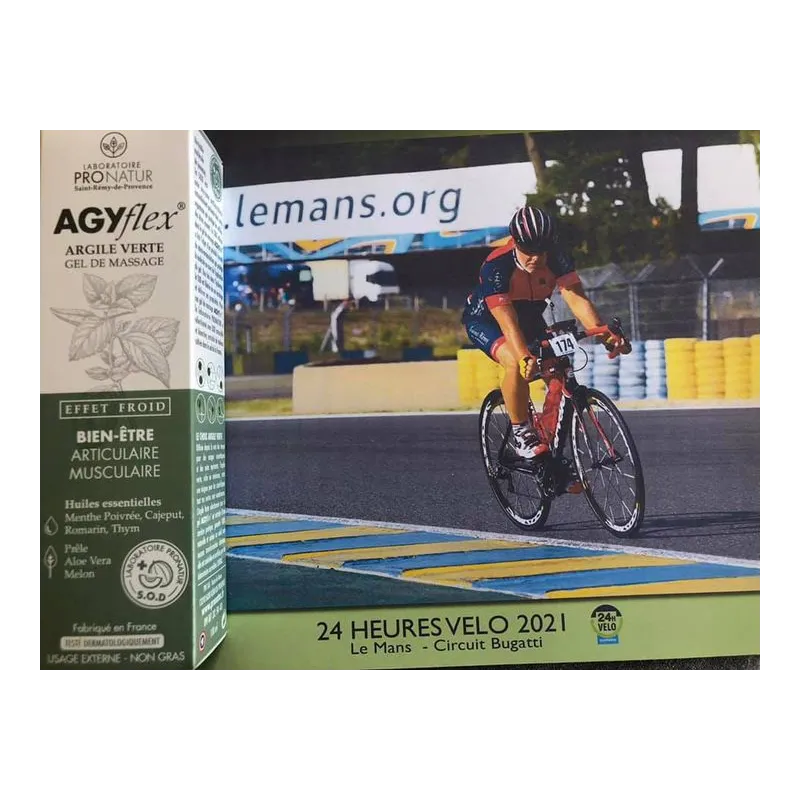 LABORATOIRE
PRONATUR
Saint-Rémy-de-Provence
AGYflex®
ARGILE VERTE
GEL DE MASSAGE
EFFET FROID
BIEN-ÊTRE
ARTICULAIRE
MUSCULAIRE
Huiles essentielles
Menthe Poivrée, Cajeput,
Romarin, Thym
Prêle
Aloe Vera
Melon
LABORATOIRE PRONATUR
S.O.D
Fabriqué en France
TESTÉ DERMATOLOGIQUEMENT
USAGE EXTERNE - NON GRAS
.lemans.org
174
24 HEURES VELO 2021
Le Mans - Circuit Bugatti
24H
VELO